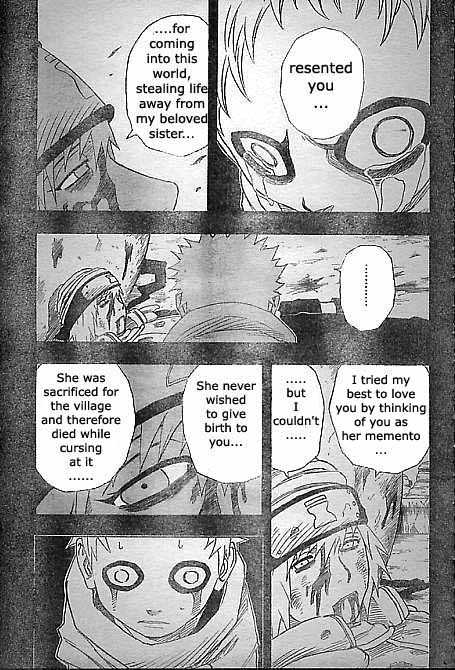 resented
you
...
....for
coming
into this
world,
stealing life
away from
my beloved
sister...
..........
I tried my
best to love
you by thinking
of you as
her memento
...
.....
but
I
couldn't
.....
She never
wished
to give
birth to
you...
She was
sacrificed for
the village
and therefore
died while
cursing
at it
......